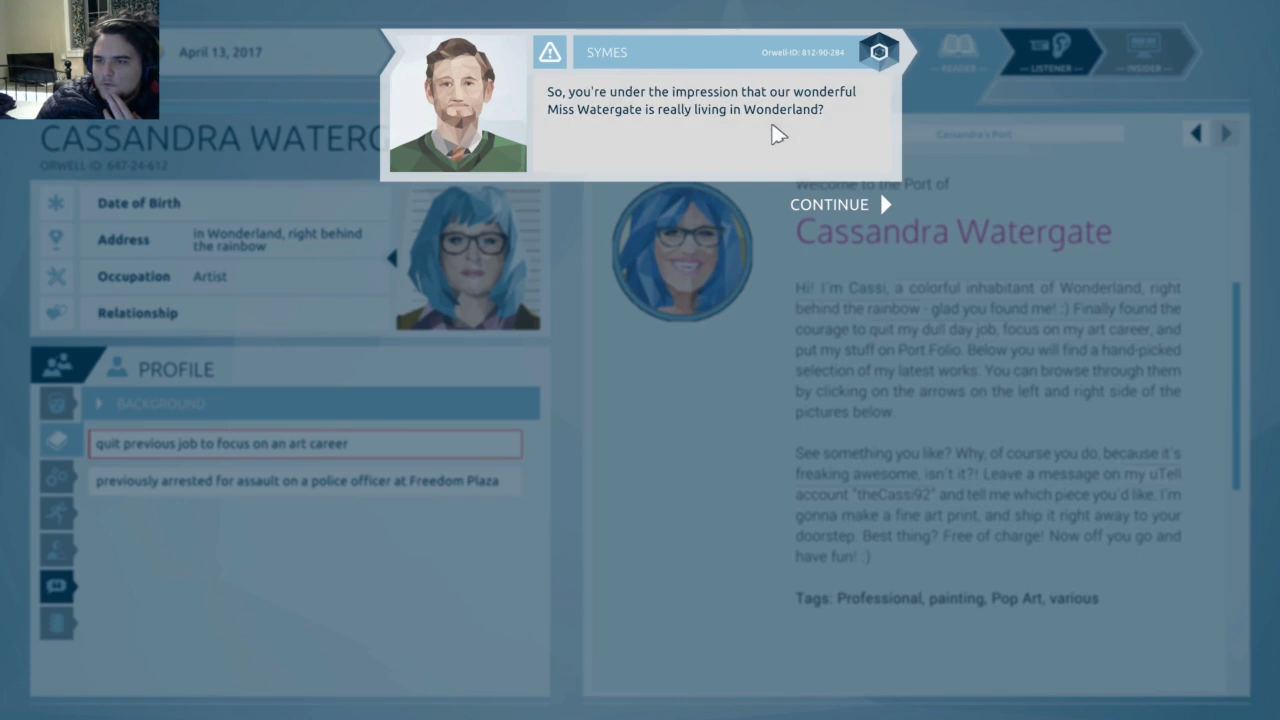 April 13, 2017
SYMES
Orwell-ID: 812-90-284
So, you're under the impression that our wonderful
Miss Watergate is really living in Wonderland?
CONTINUE
READER
LISTENER
INSIDER
CASSANDRA WATERG
ORWELL-ID: 647-24-612
Date of Birth
Address
in Wonderland, right behind
the rainbow
Occupation
Artist
Relationship
PROFILE
BACKGROUND
quit previous job to focus on an art career
previously arrested for assault on a police officer at Freedom Plaza
Cassandra's Port
Welcome to the Port of
Cassandra Watergate
Hi! I'm Cassi, a colorful inhabitant of Wonderland, right
behind the rainbow - glad you found me! :) Finally found the
courage to quit my dull day job, focus on my art career, and
put my stuff on Port.Folio. Below you will find a hand-picked
selection of my latest works. You can browse through them
by clicking on the arrows on the left and right side of the
pictures below.
See something you like? Why, of course you do, because it's
freaking awesome, isn't it?! Leave a message on my uTell
account "theCassi92" and tell me which piece you'd like. I'm
gonna make a fine art print, and ship it right away to your
doorstep. Best thing? Free of charge! Now off you go and
have fun! :)
Tags: Professional, painting, Pop Art, various